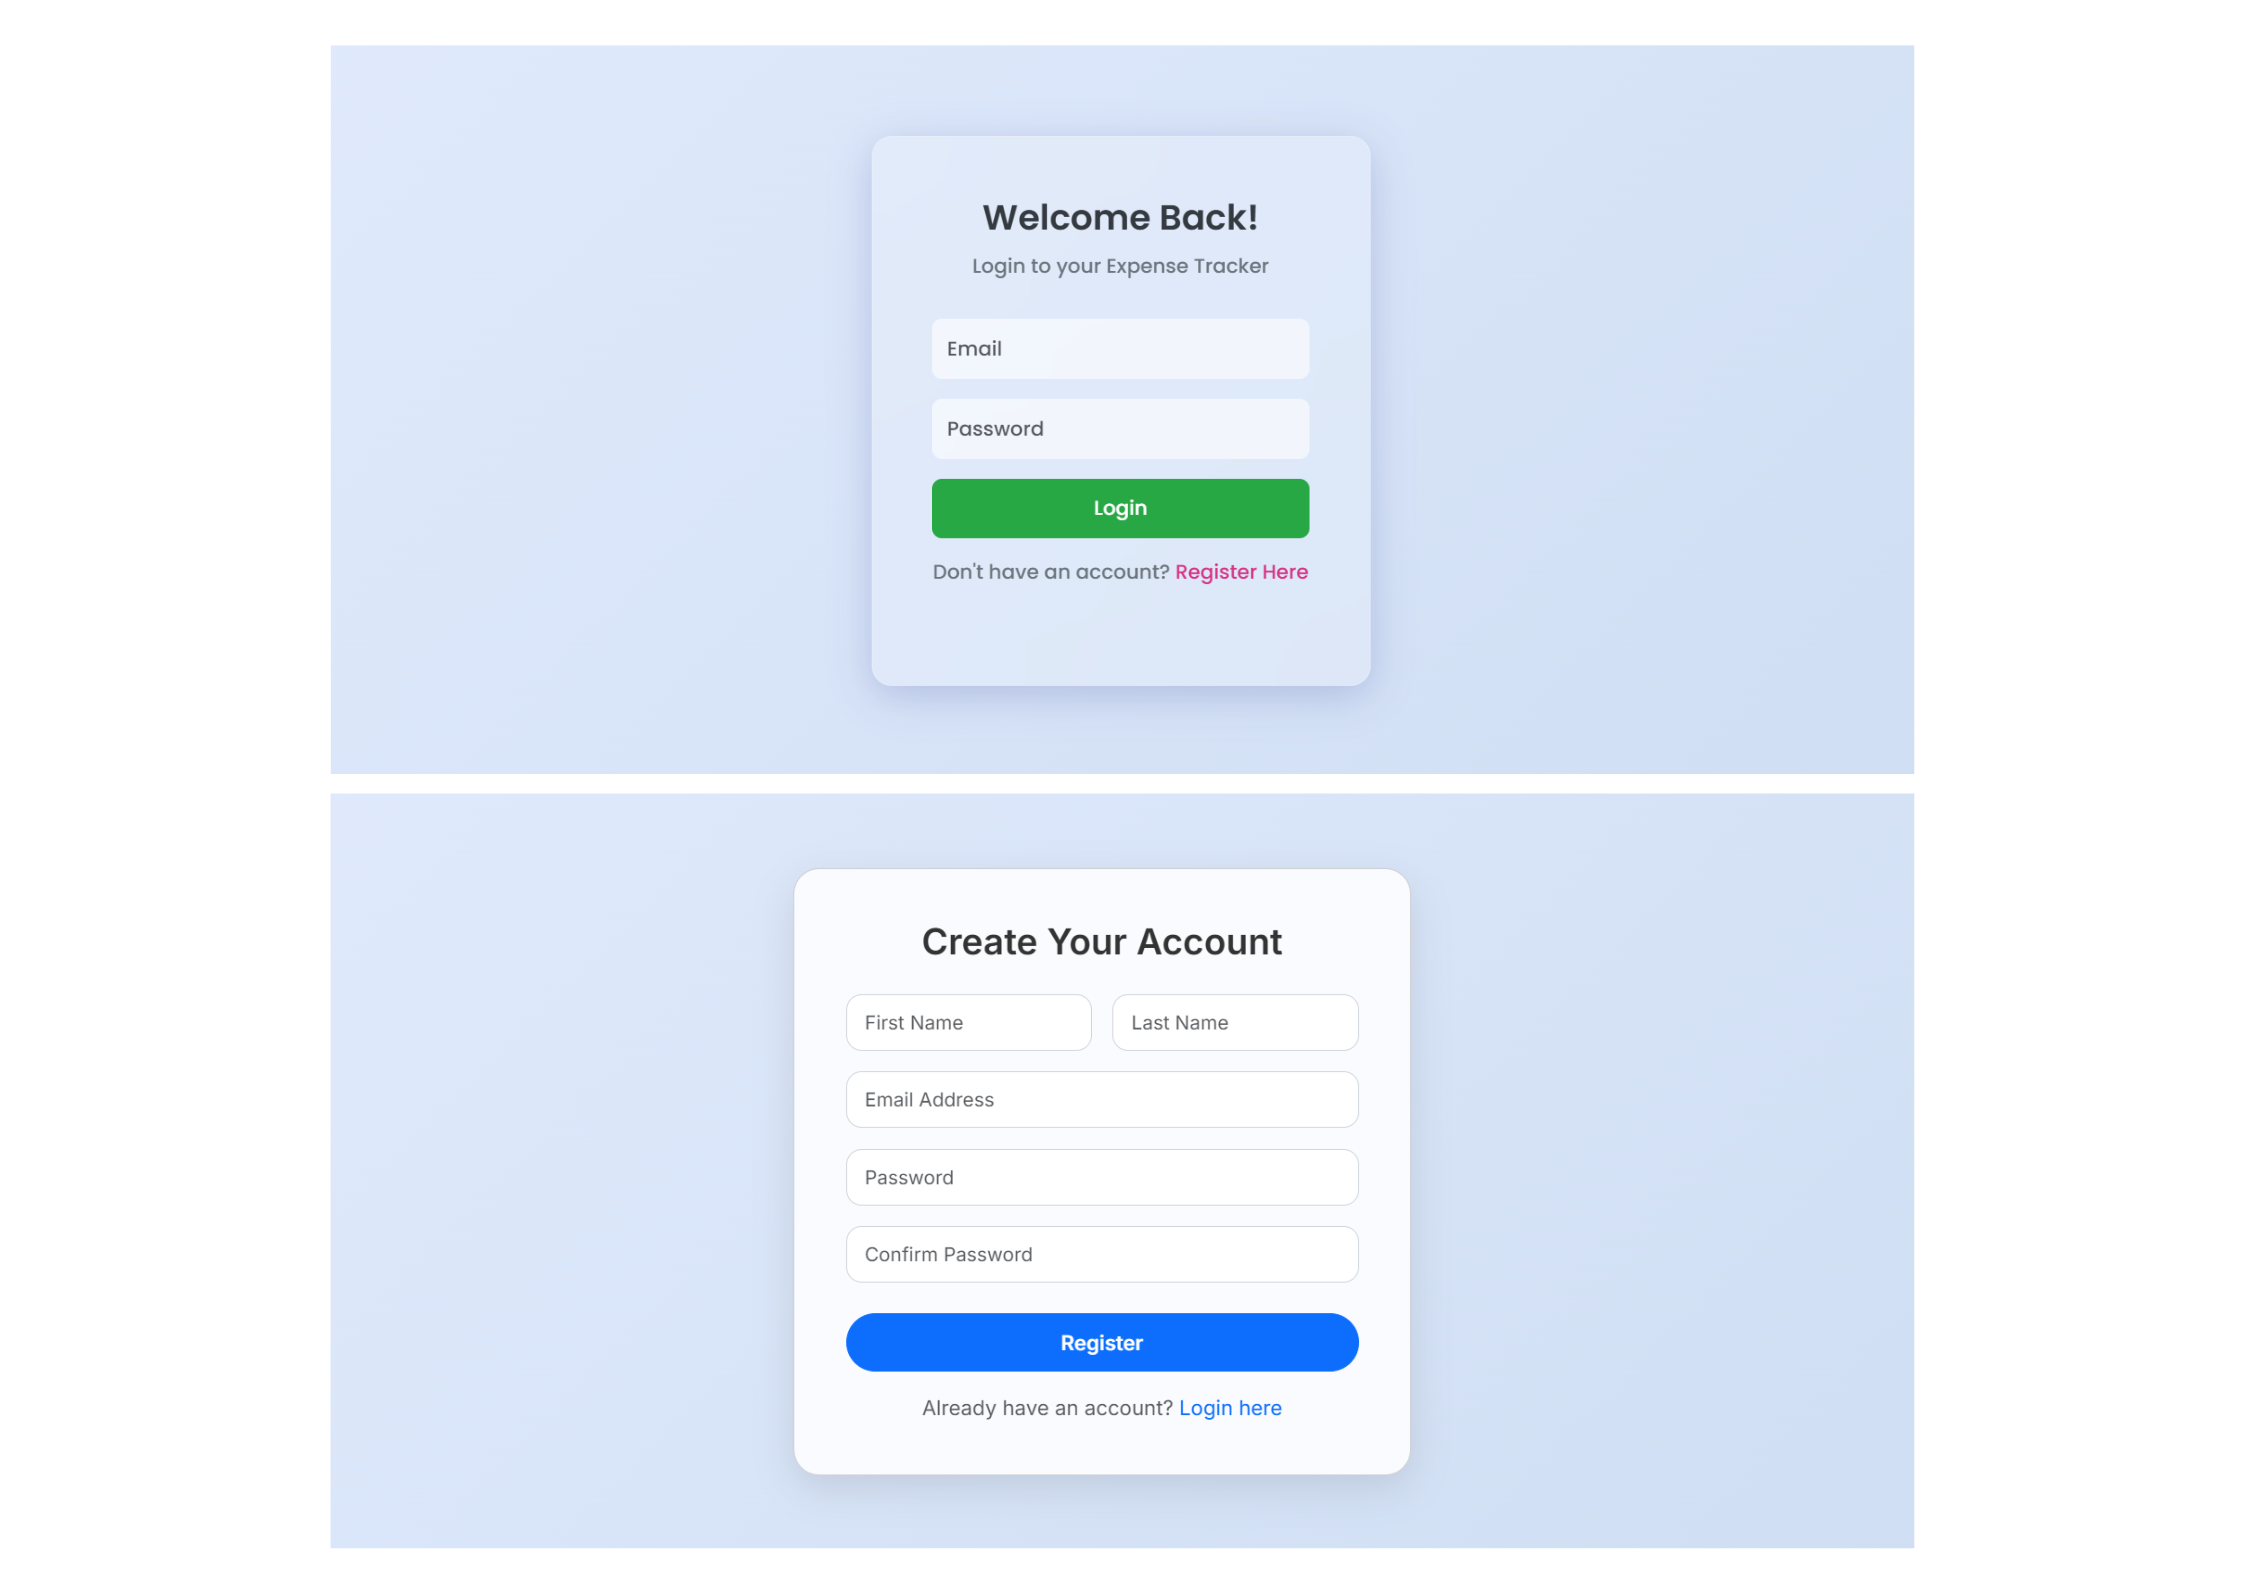 Welcome Back!
Login to your Expense Tracker
Email
Password
Login
Don't have an account? Register Here
Create Your Account
First Name
Last Name
Email Address
Password
Confirm Password
Register
Already have an account? Login here